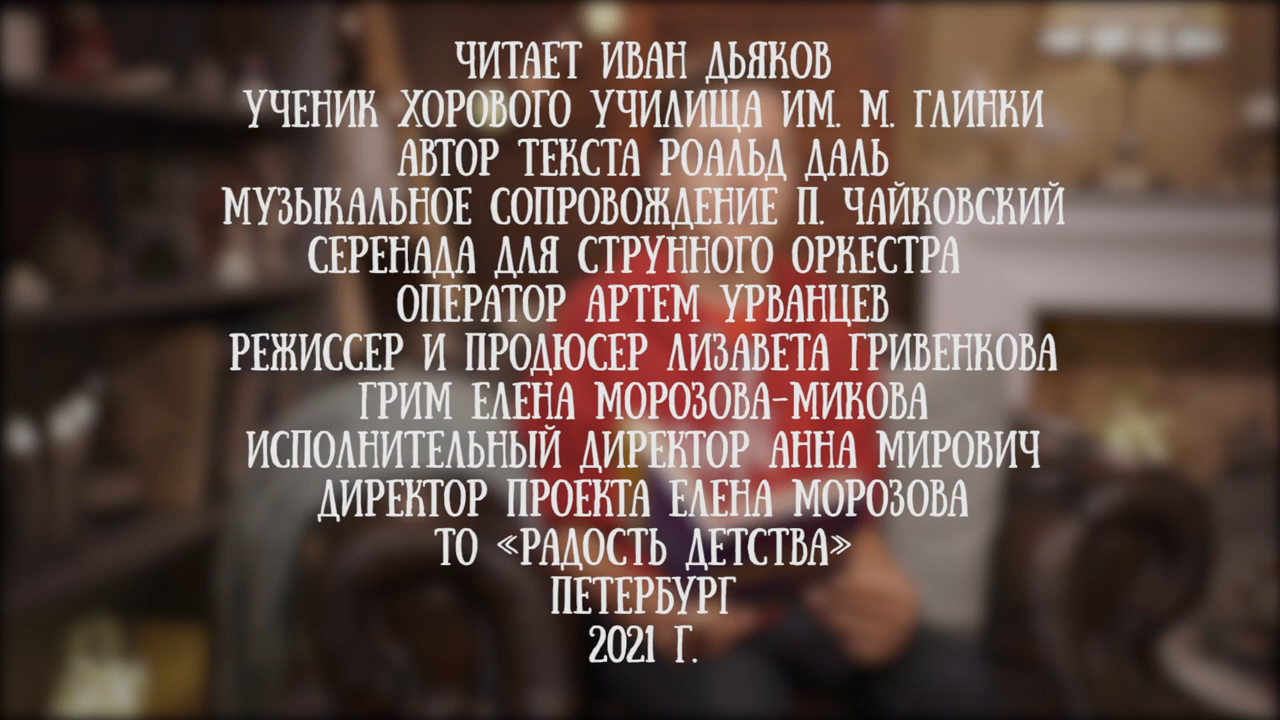 ЧИТАЕТ ИВАН ДЬЯКОВ
УЧЕНИК ХОРОВОГО УЧИЛИЩА ИМ. М. ГЛИНКИ
АВТОР ТЕКСТА РОАЛЬД ДАЛЬ
МУЗЫКАЛЬНОЕ СОПРОВОЖДЕНИЕ П. ЧАЙКОВСКИЙ
СЕРЕНАДА ДЛЯ СТРУННОГО ОРКЕСТРА
ОПЕРАТОР АРТЕМ УРВАНЦЕВ
РЕЖИССЕР И ПРОДЮСЕР ЛИЗАВЕТА ГРИВЕНКОВА
ГРИМ ЕЛЕНА МОРОЗОВА-МИКОВА
ИСПОЛНИТЕЛЬНЫЙ ДИРЕКТОР АННА МИРОВИЧ
ДИРЕКТОР ПРОЕКТА ЕЛЕНА МОРОЗОВА
ТО «РАДОСТЬ ДЕТСТВА»
ПЕТЕРБУРГ
2021 Г.